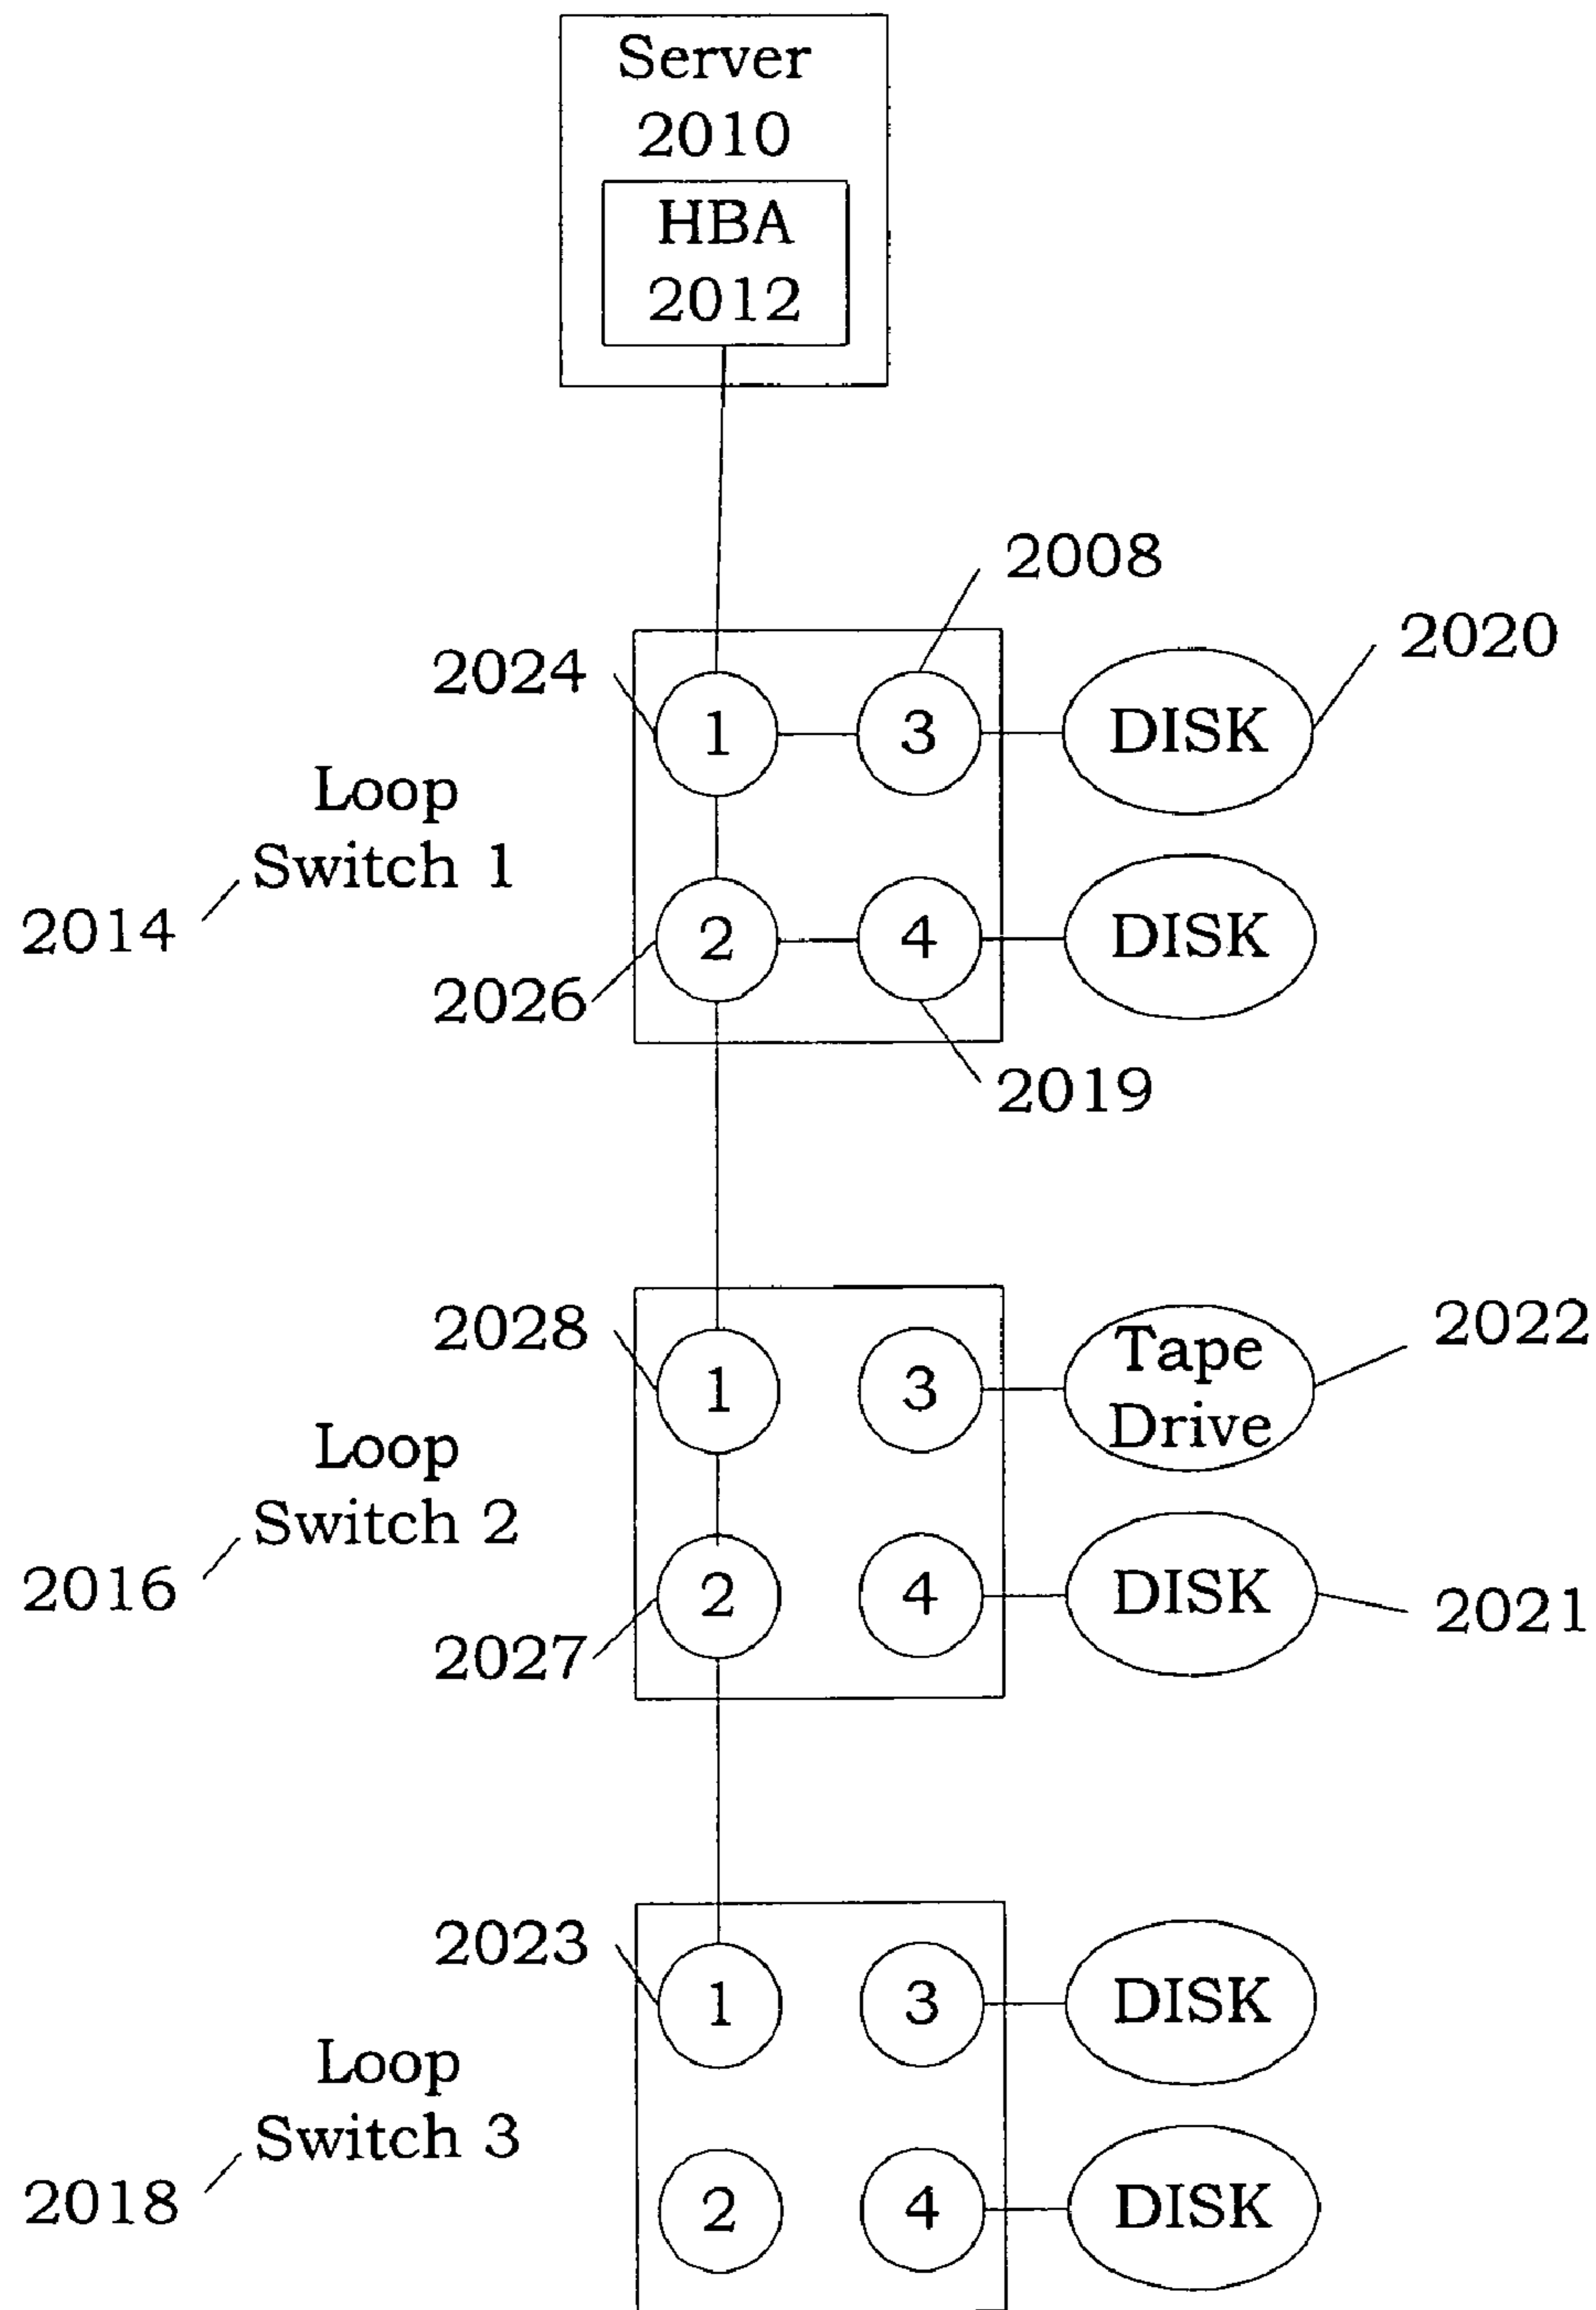 Server
2010
HBA
2012
2008
2020
2024
1
3
DISK
Loop
Switch 1
2014
2
4
DISK
2026
2019
2028
1
3
Tape
Drive
2022
Loop
Switch 2
2016
2
4
DISK
2021
2027
2023
1
3
DISK
Loop
Switch 3
2018
2
4
DISK